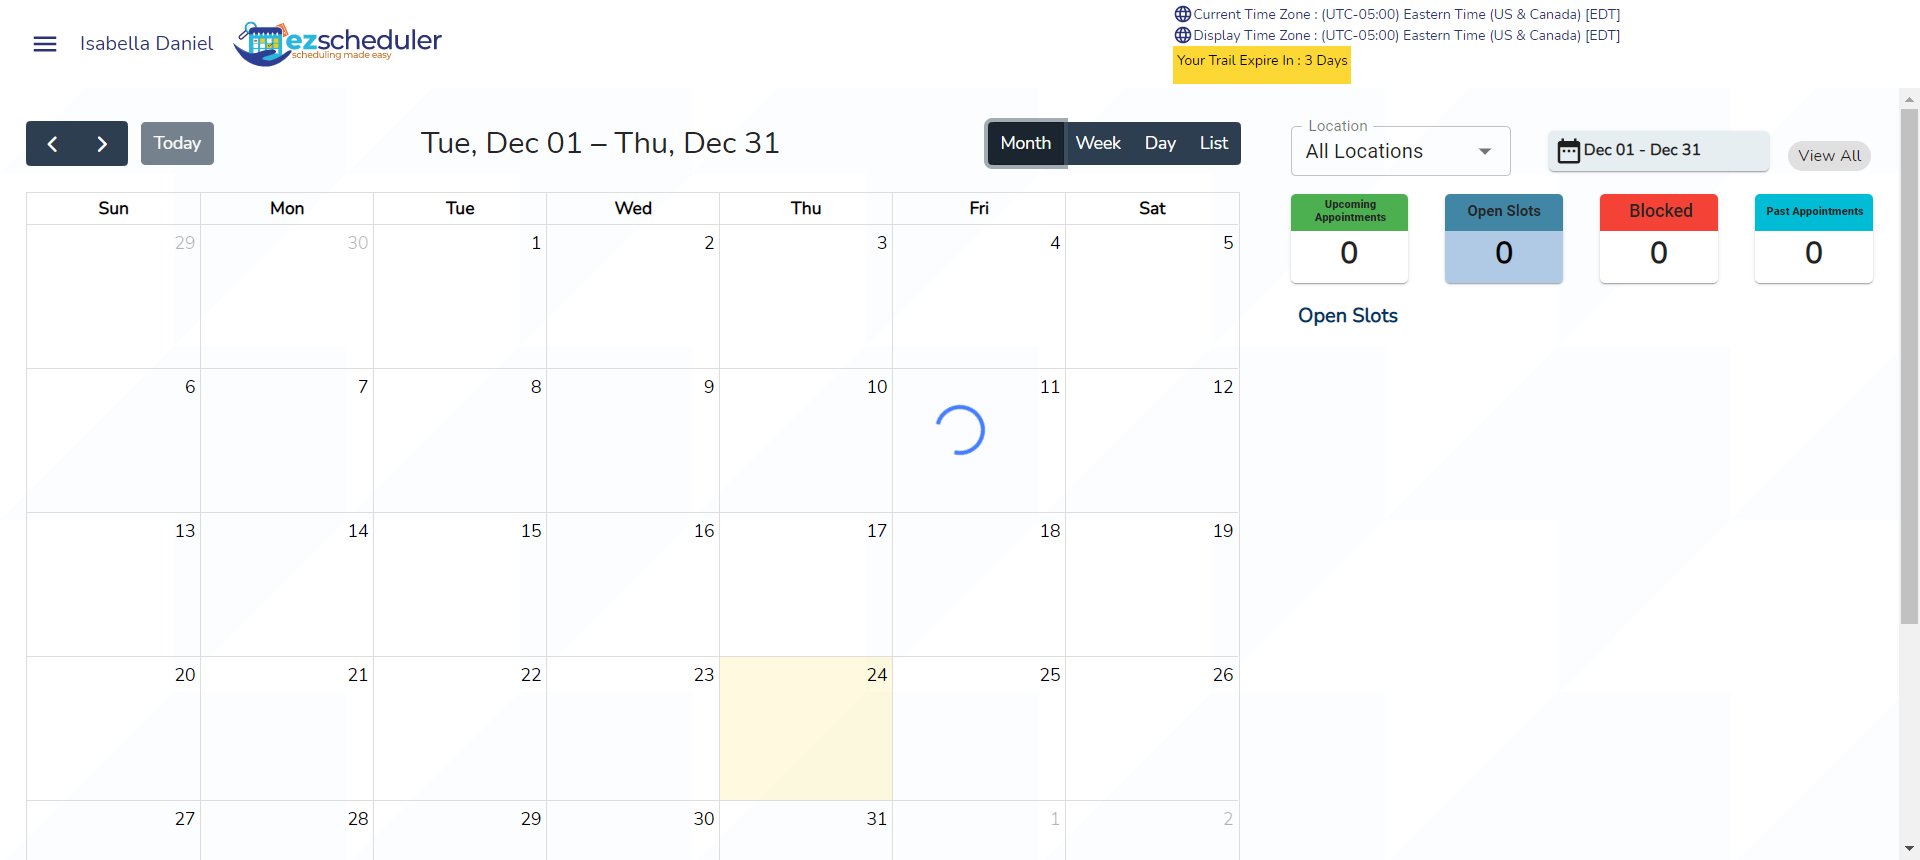 Isabella Daniel
ezscheduler
scheduling made easy
Current Time Zone : (UTC-05:00) Eastern Time (US & Canada) [EDT]
Display Time Zone : (UTC-05:00) Eastern Time (US & Canada) [EDT]
Your Trail Expire In : 3 Days
Today
Tue, Dec 01 – Thu, Dec 31
Month Week Day List
Location
All Locations
Dec 01 - Dec 31
View All
Upcoming
Appointments
0
Open Slots
0
Blocked
0
Past Appointments
0
Open Slots
Sun Mon Tue Wed Thu Fri Sat
29 30 1 2 3 4 5
6 7 8 9 10 11 12
13 14 15 16 17 18 19
20 21 22 23 24 25 26
27 28 29 30 31 1 2